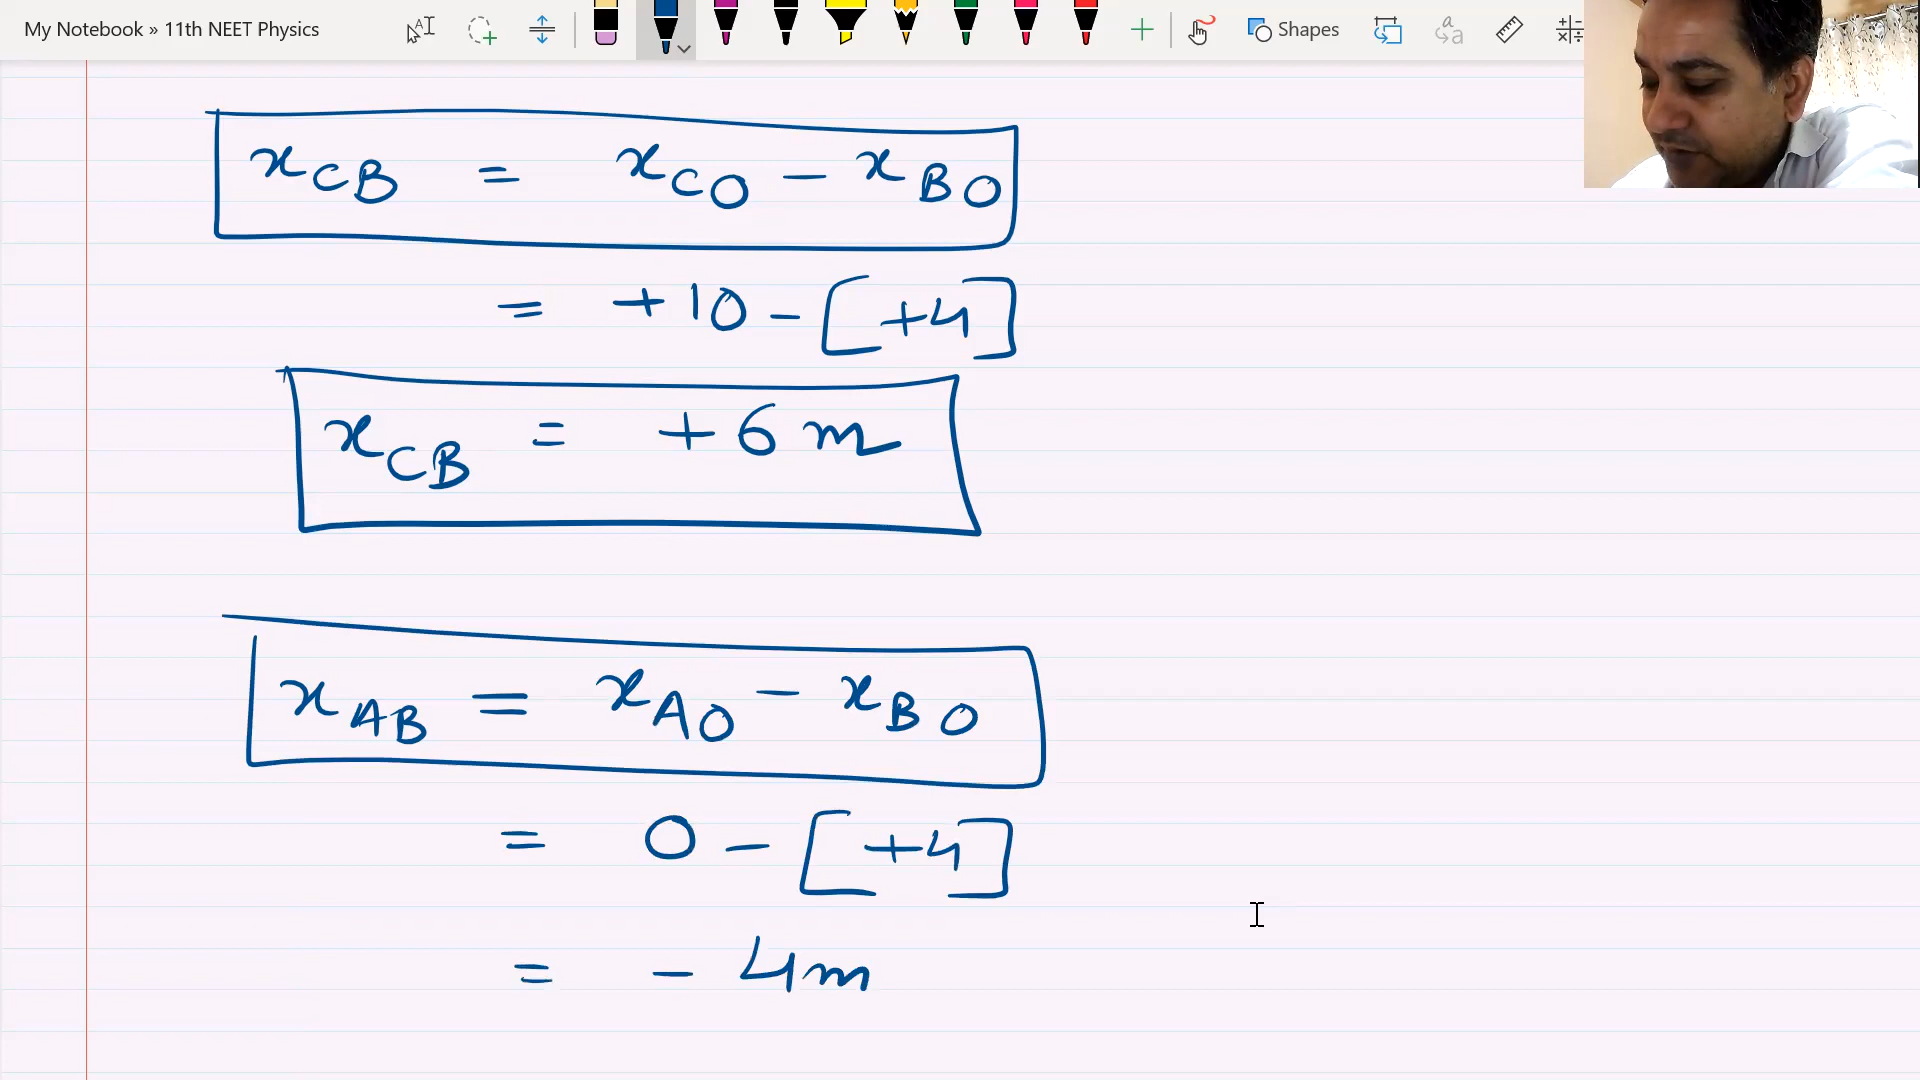 My Notebook » 11th NEET Physics
Shapes
x_CB = x_CO - x_BO
= +10 - [+4]
x_CB = +6 m
x_AB = x_AO - x_BO
= 0 - [+4]
= -4m